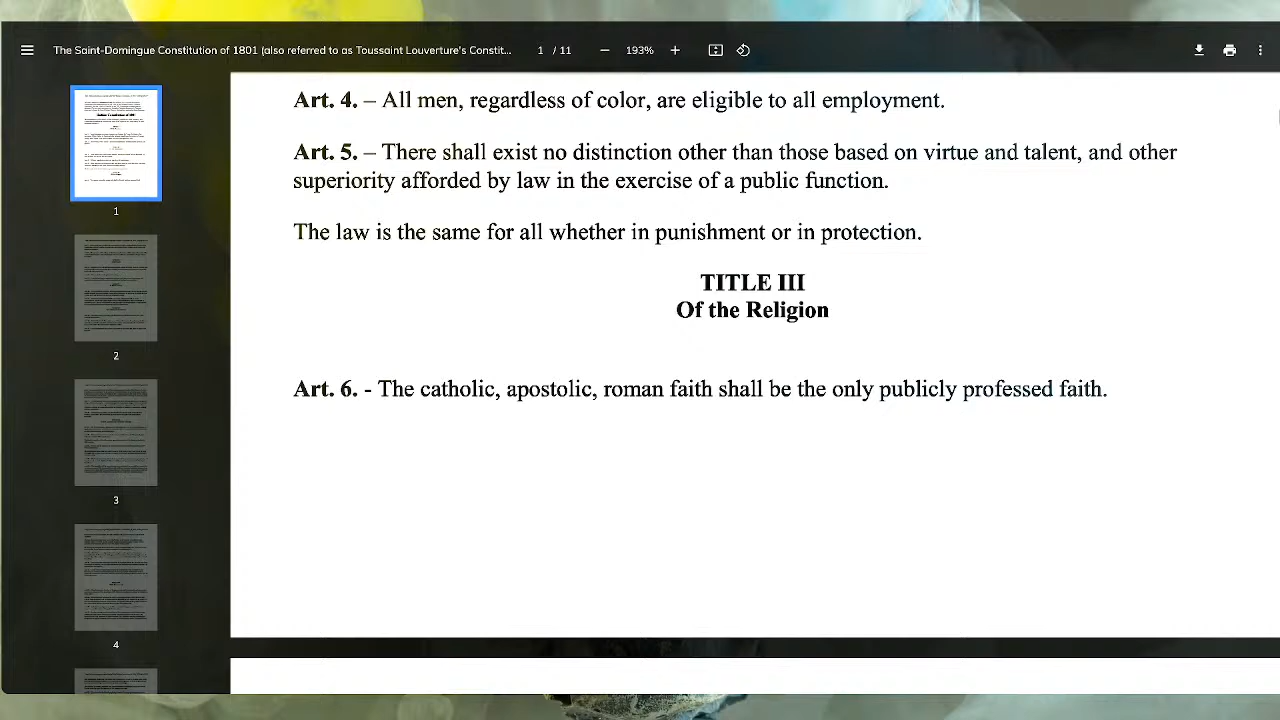 The Saint-Domingue Constitution of 1801 (also referred to as Toussaint Louverture's Constit...
1 / 11
193%
Art. 4. – All men, regardless of color, are eligible to all employment.
Art. 5. – There shall exist no distinction other than those based on virtue and talent, and other
superiority afforded by law in the exercise of a public function.
The law is the same for all whether in punishment or in protection.
TITLE III
Of the Religion
Art. 6. - The catholic, apostolic, roman faith shall be the only publicly professed faith.
1
2
3
4